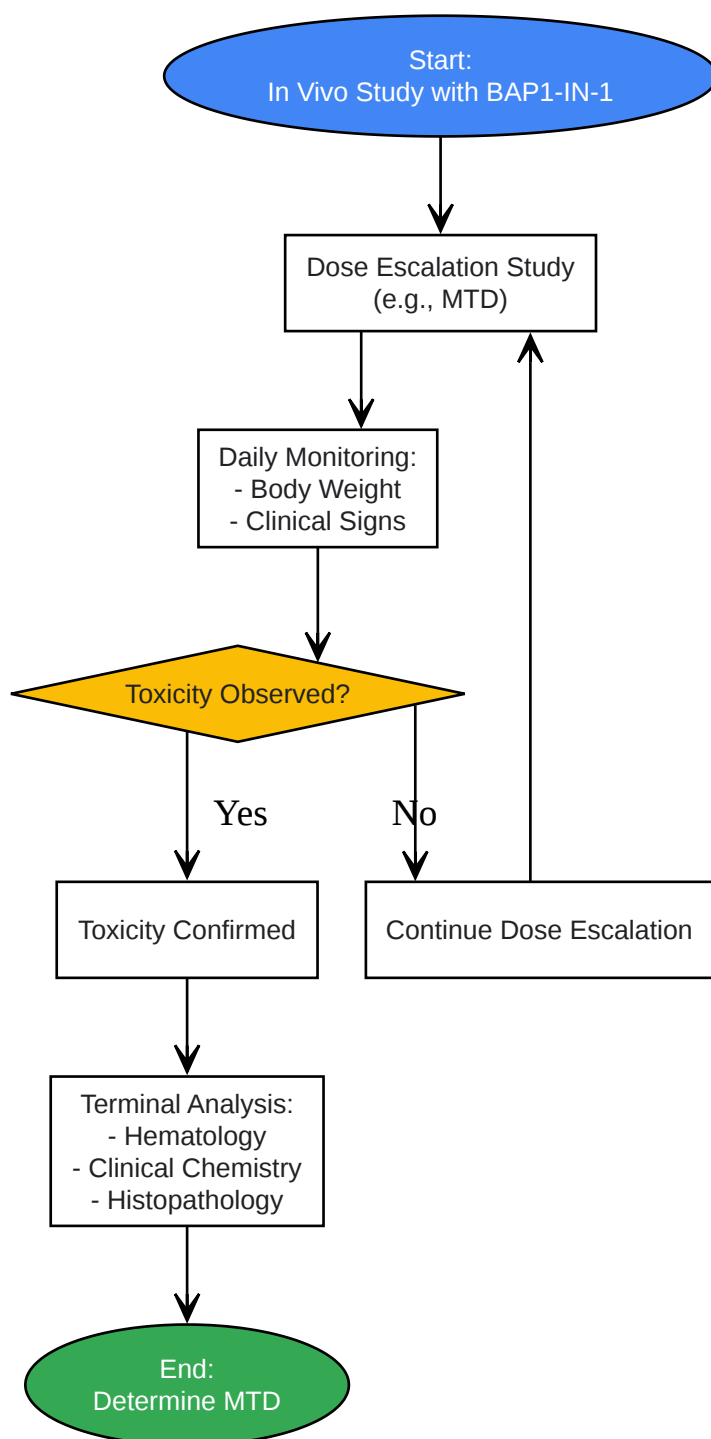 Start:
In Vivo Study with BAP1-IN-1
Dose Escalation Study
(e.g., MTD)
Daily Monitoring:
- Body Weight
- Clinical Signs
Toxicity Observed?
Yes
No
Toxicity Confirmed
Continue Dose Escalation
Terminal Analysis:
- Hematology
- Clinical Chemistry
- Histopathology
End:
Determine MTD